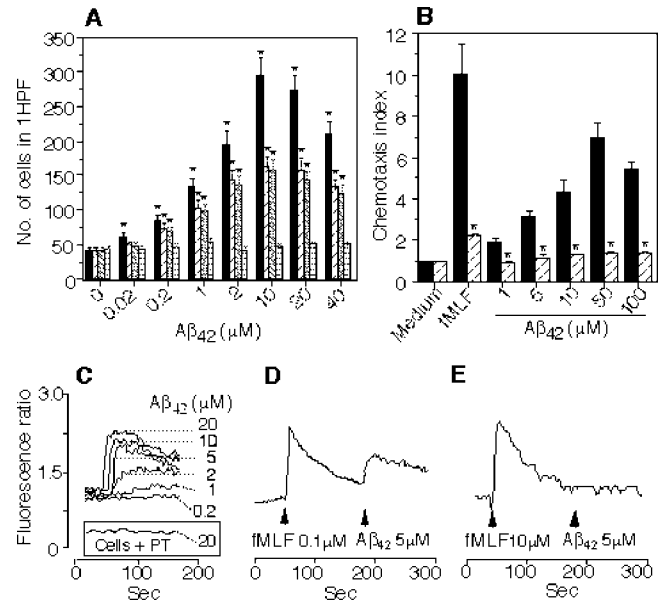 A
No. of cells in 1HPF
350
300
250
200
150
100
50
0
0
0.02
0.2
1
2
10
20
40
Aβ42 (μM)
B
Chemotaxis index
12
10
8
6
4
2
0
Medium
fMLF
1
5
10
50
100
Aβ42 (μM)
C
Fluorescence ratio
3.0
1.5
0
Aβ42 (μM)
20
10
5
2
1
0.2
Cells + PT
20
0
100
200
Sec
D
fMLF 0.1μM
Aβ42 5μM
0
100
200
300
Sec
E
fMLF10μM
Aβ42 5μM
0
100
200
300
Sec